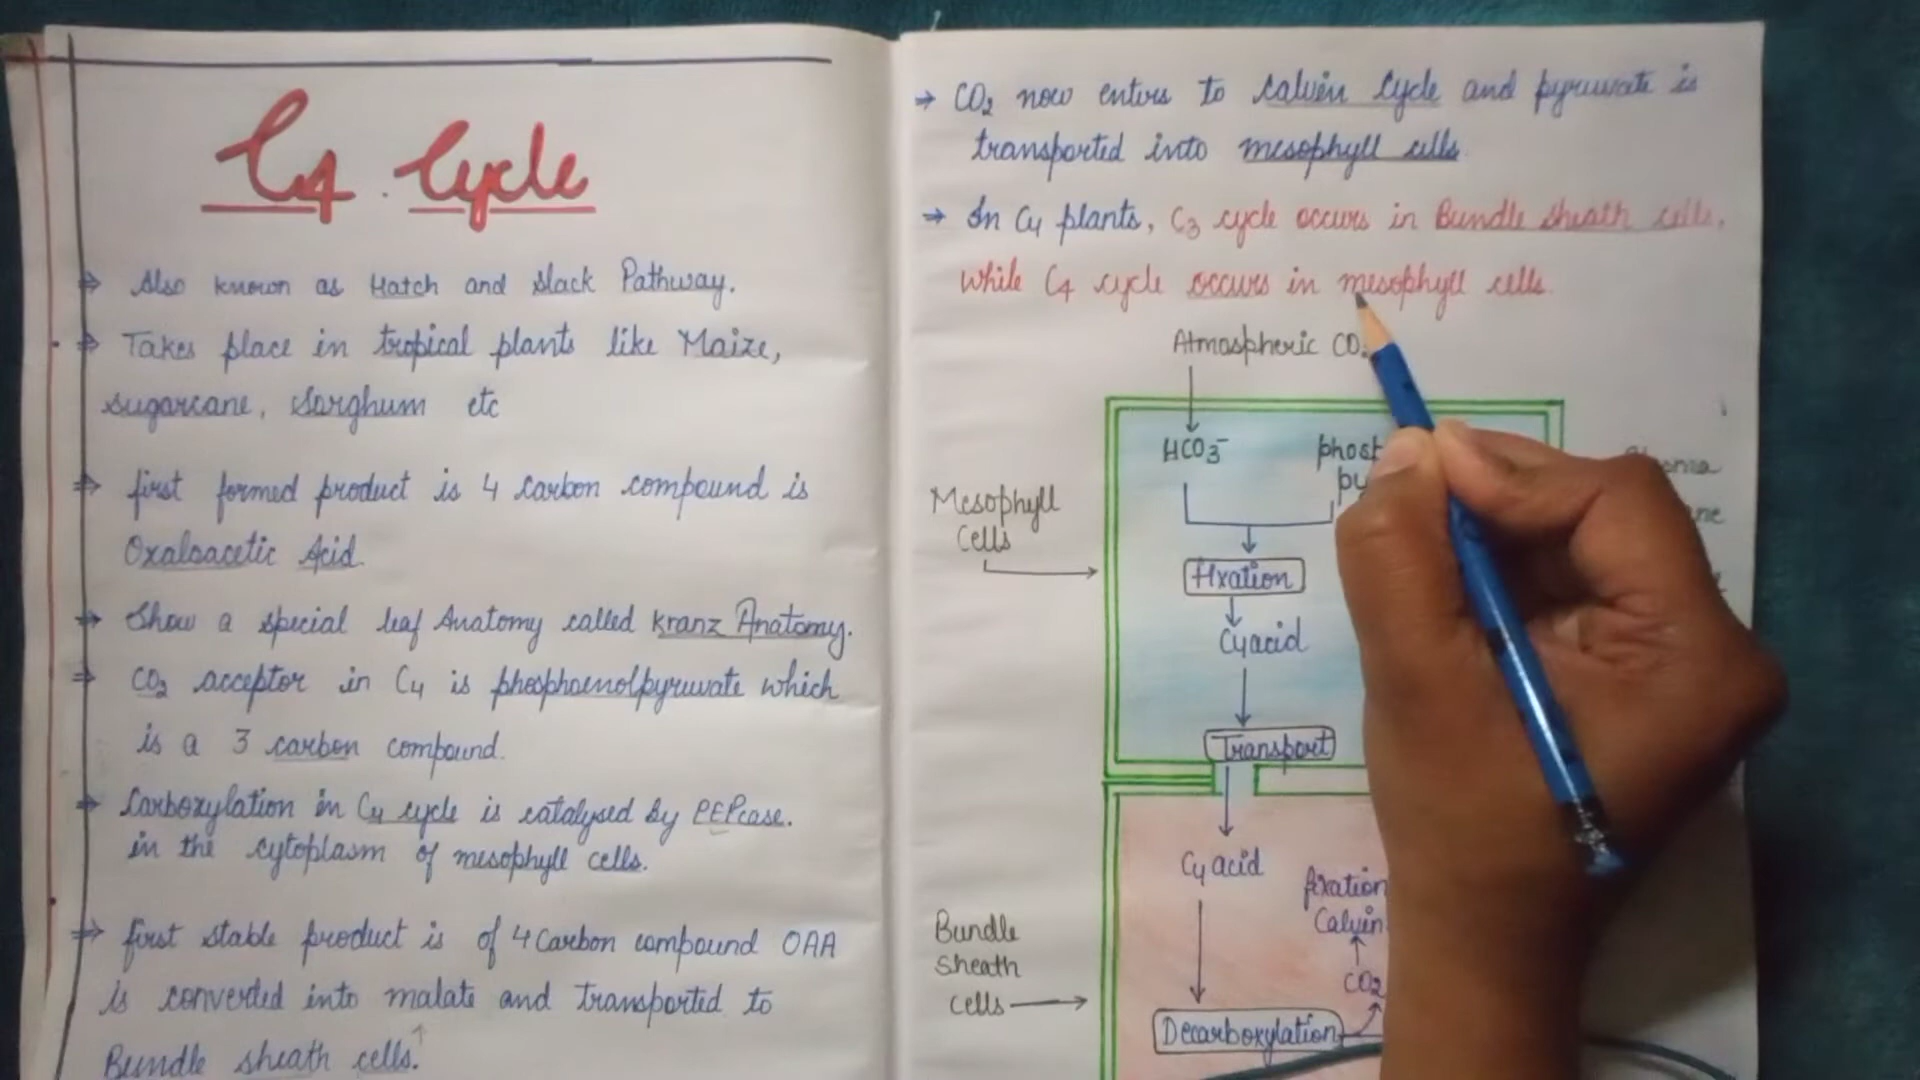 C4 Cycle
Also known as Hatch and Slack Pathway.
Takes place in tropical plants like Maize,
sugarcane, Sorghum etc
first formed product is 4 carbon compound is
Oxaloacetic Acid.
Show a special leaf Anatomy called kranz Anatomy.
CO2 acceptor in C4 is phosphoenolpyruvate which
is a 3 carbon compound.
Carboxylation in C4 cycle is catalysed by PEPcase.
in the cytoplasm of mesophyll cells.
first stable product is of 4 Carbon compound OAA
is converted into malate and transported to
Bundle sheath cells.
→ CO2 now enters to calvin cycle and pyruvate is
transported into mesophyll cells.
→ In C4 plants, C3 cycle occurs in Bundle sheath cells,
while C4 cycle occurs in mesophyll cells.
Atmospheric CO2
HCO3-
Mesophyll
Cells
Fixation
C4 acid
Transport
C4 acid
fixation
Calvin
Bundle
Sheath
cells
CO2
Decarboxylation